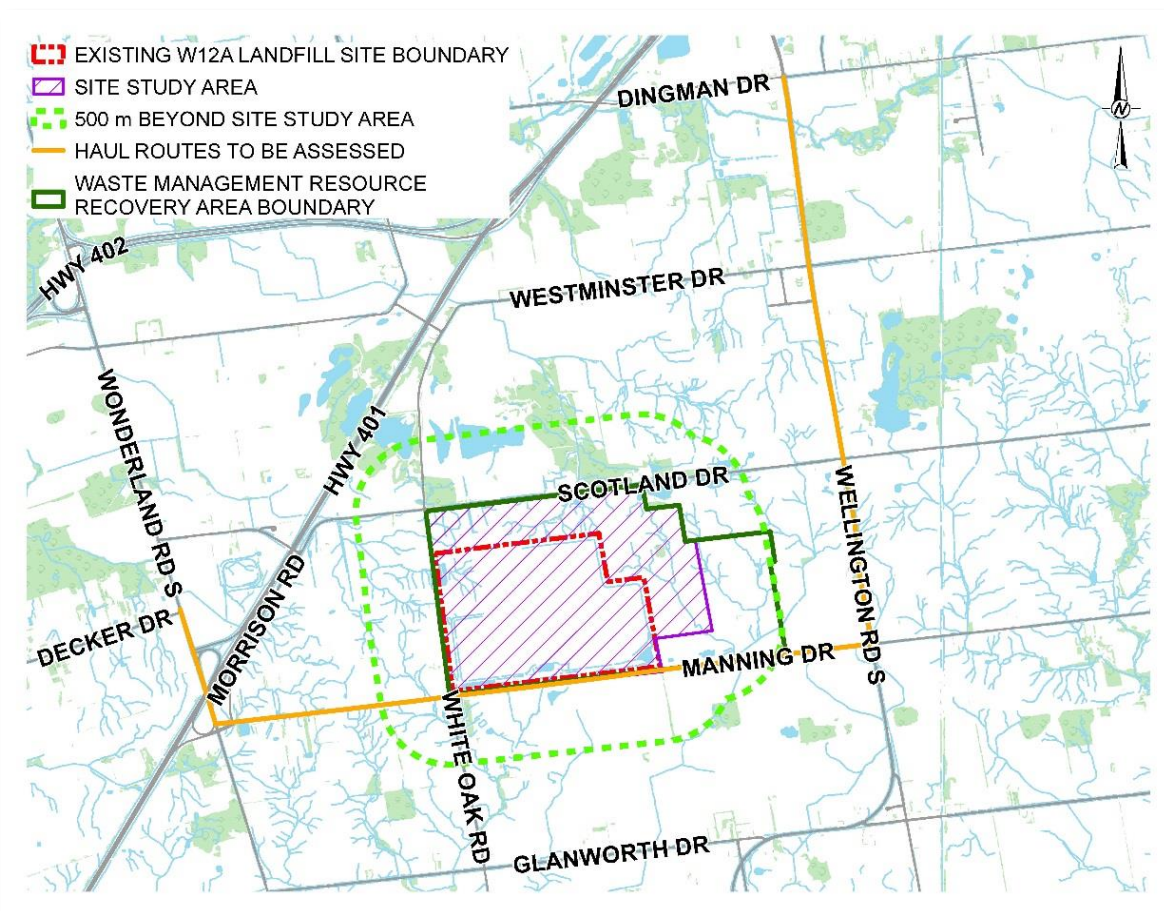 EXISTING W12A LANDFILL SITE BOUNDARY
SITE STUDY AREA
500 m BEYOND SITE STUDY AREA
HAUL ROUTES TO BE ASSESSED
WASTE MANAGEMENT RESOURCE
RECOVERY AREA BOUNDARY
DINGMAN DR
N
HWY 402
WESTMINSTER DR
WONDERLAND RD S
HWY 401
SCOTLAND DR
WELLINGTON RD S
MORRISON RD
DECKER DR
MANNING DR
WHITE OAK RD
GLANWORTH DR